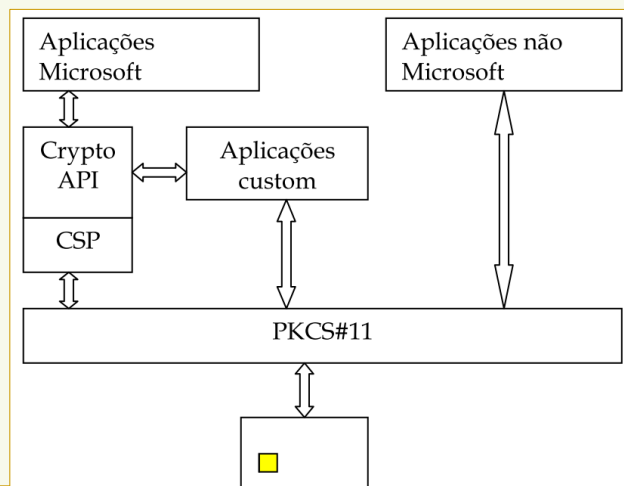 Aplicações
Microsoft
Aplicações não
Microsoft
Crypto
API
Aplicações
custom
CSP
PKCS#11